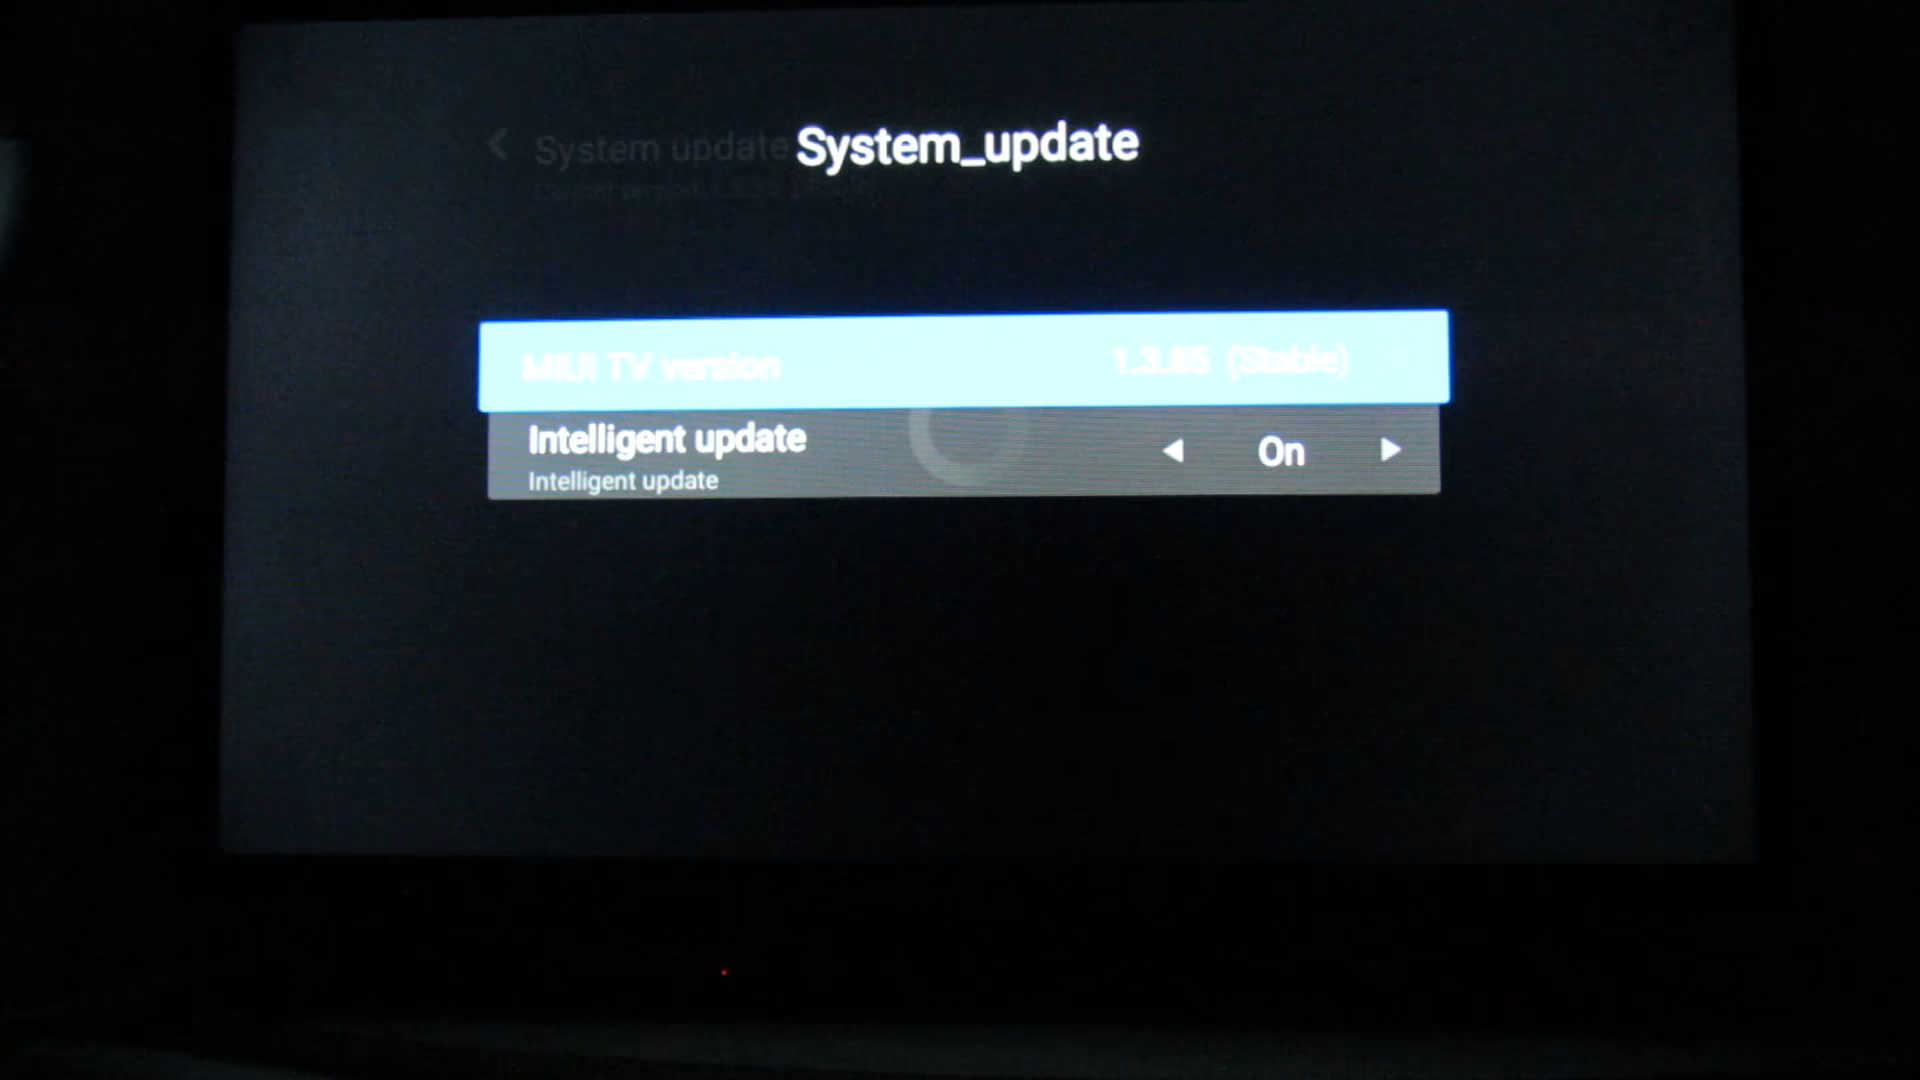 System update
System_update
MIUI TV version
1.3.85 (Stable)
Intelligent update
Intelligent update
On